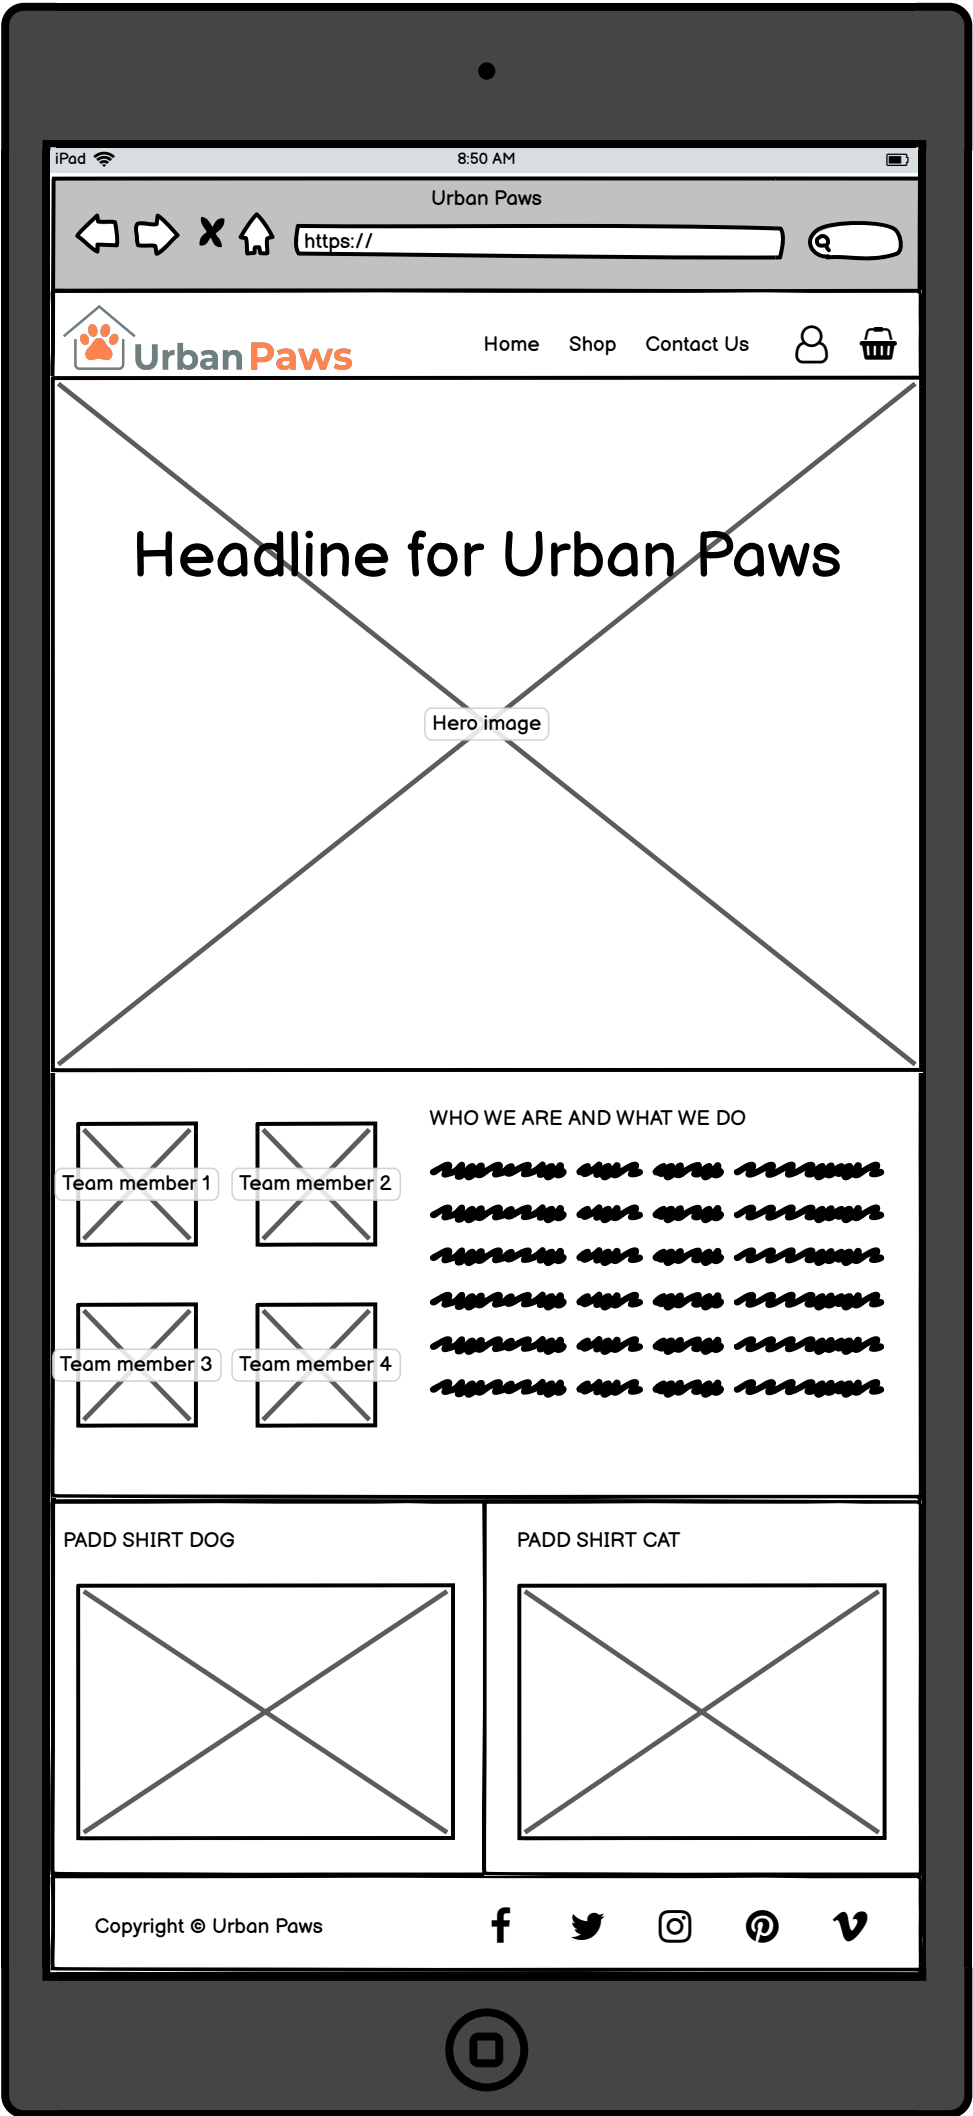 iPad 8:50 AM
Urban Paws
https://
Urban Paws Home Shop Contact Us
Headline for Urban Paws
Hero image
WHO WE ARE AND WHAT WE DO
Team member 1 Team member 2
Team member 3 Team member 4
PADD SHIRT DOG PADD SHIRT CAT
Copyright © Urban Paws